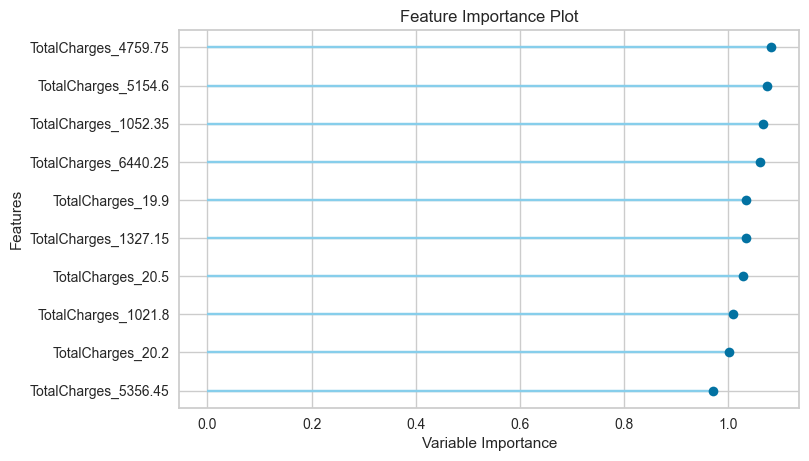 Feature Importance Plot
Features
TotalCharges_4759.75
TotalCharges_5154.6
TotalCharges_1052.35
TotalCharges_6440.25
TotalCharges_19.9
TotalCharges_1327.15
TotalCharges_20.5
TotalCharges_1021.8
TotalCharges_20.2
TotalCharges_5356.45
0.0 0.2 0.4 0.6 0.8 1.0
Variable Importance